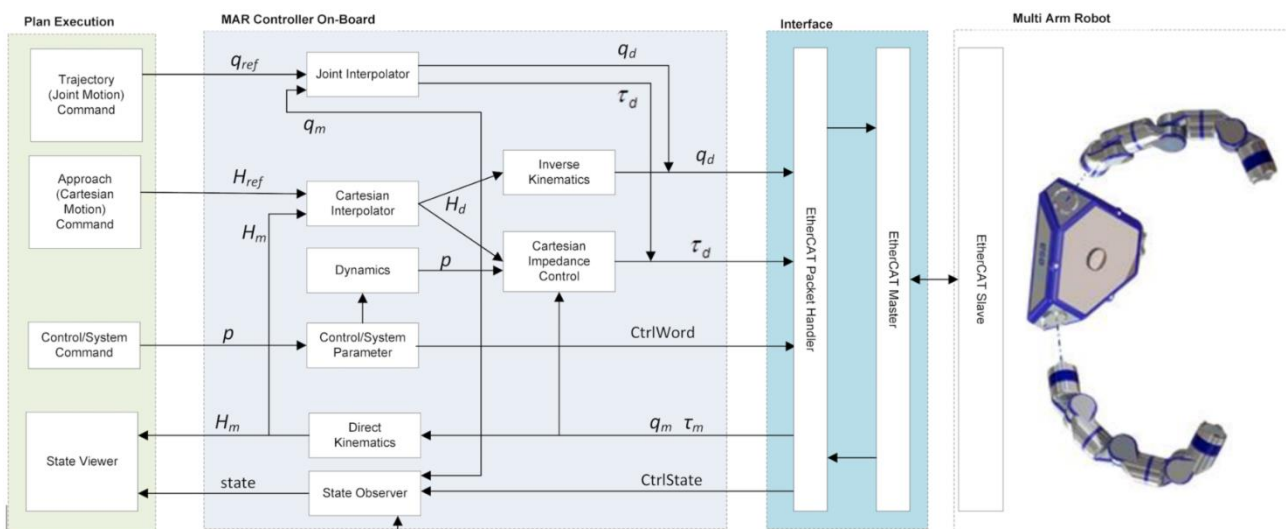 Plan Execution
MAR Controller On-Board
Interface
Multi Arm Robot
Trajectory
(Joint Motion)
Command
q_ref
Joint Interpolator
q_d
τ_d
q_m
Approach
(Cartesian
Motion)
Command
H_ref
Cartesian
Interpolator
H_d
Inverse
Kinematics
q_d
H_m
Dynamics
p
Cartesian
Impedance
Control
τ_d
Control/System
Command
p
Control/System
Parameter
CtrlWord
State Viewer
H_m
Direct
Kinematics
q_m τ_m
state
State Observer
CtrlState
EtherCAT Packet Handler
EtherCAT Master
EtherCAT Slave